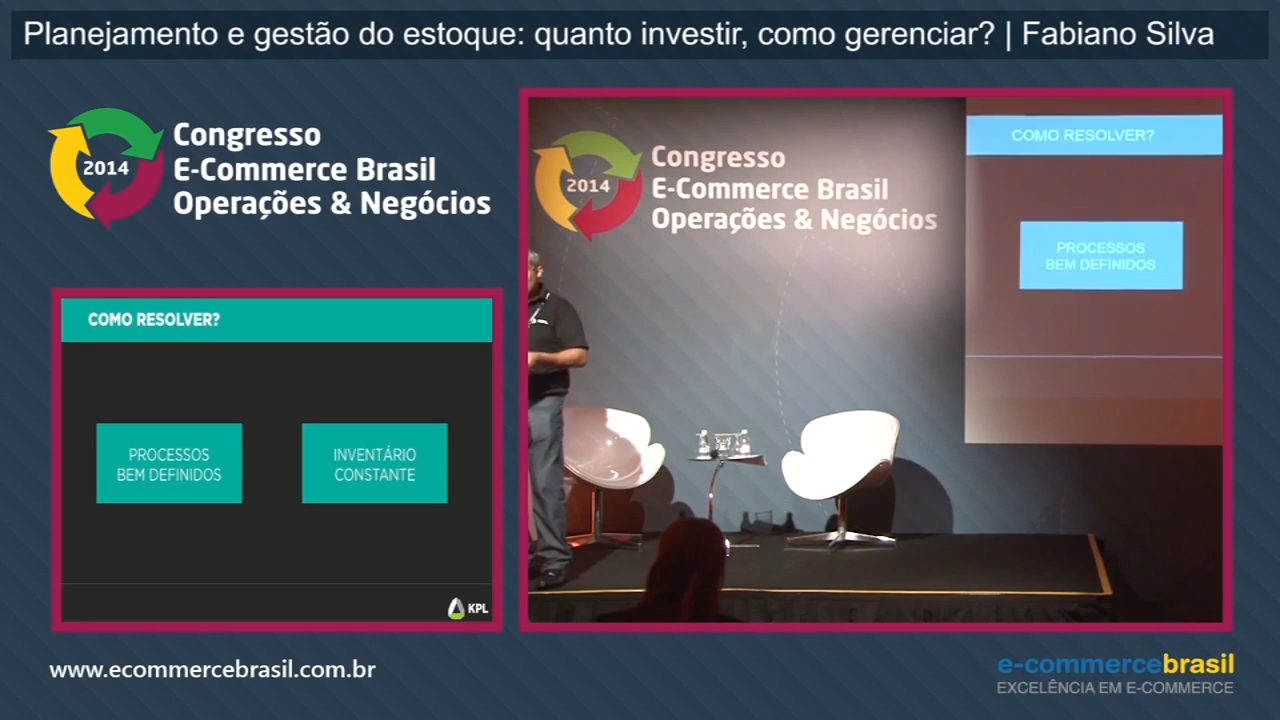 Planejamento e gestão do estoque: quanto investir, como gerenciar? | Fabiano Silva
2014
Congresso
E-Commerce Brasil
Operações & Negócios
COMO RESOLVER?
PROCESSOS
BEM DEFINIDOS
INVENTÁRIO
CONSTANTE
KPL
2014
Congresso
E-Commerce Brasil
Operações & Negócios
COMO RESOLVER?
PROCESSOS
BEM DEFINIDOS
www.ecommercebrasil.com.br
e-commercebrasil
EXCELÊNCIA EM E-COMMERCE